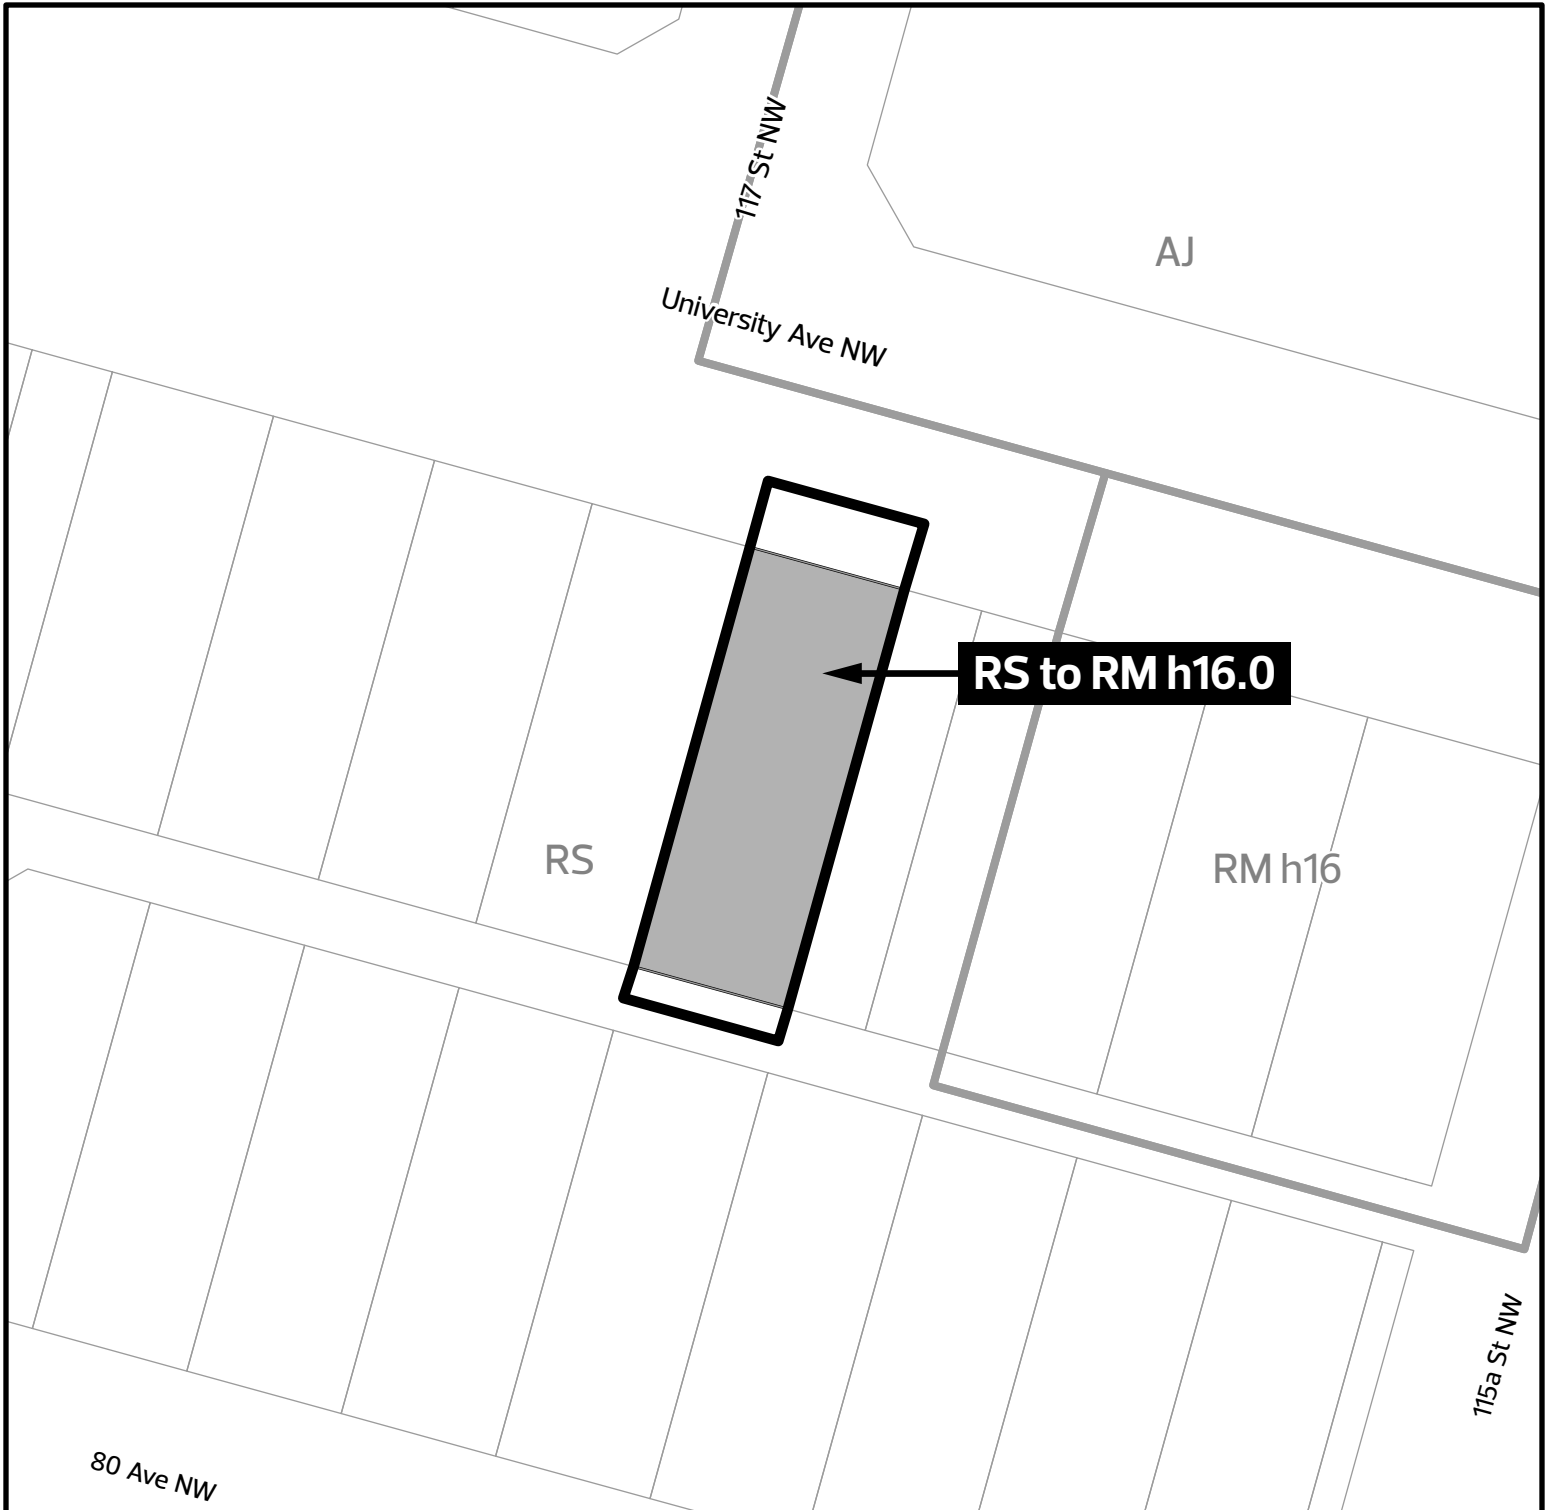 117 St NW
AJ
University Ave NW
RS to RM h16.0
RS
RM h16
115a St NW
80 Ave NW